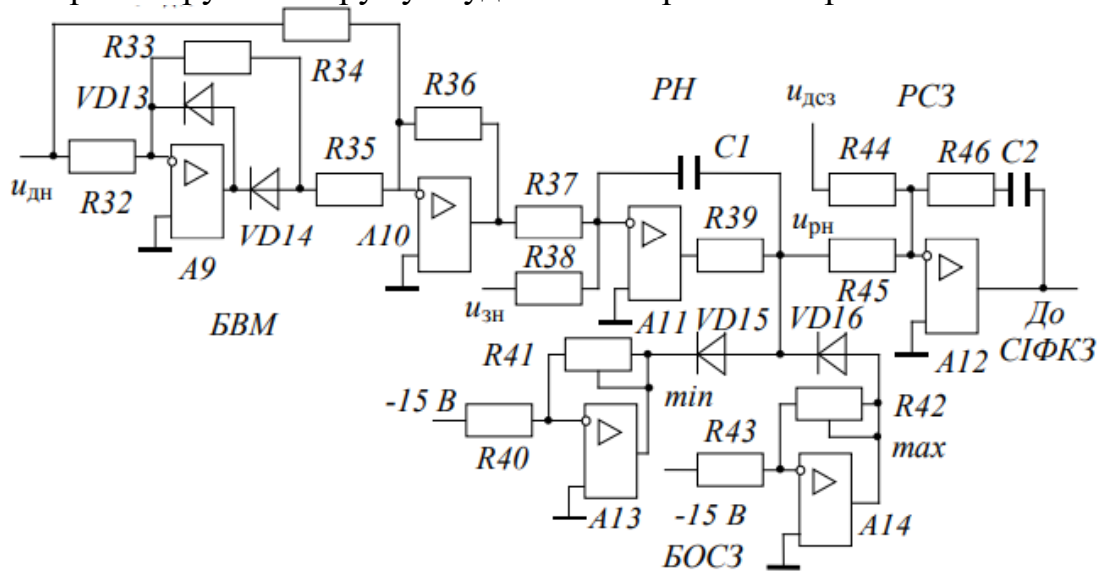 R33
R34
VD13
R36
РН
uдсз
РСЗ
C1
R44
R46
C2
R35
R37
R39
uрн
uдн
R32
VD14
A10
R38
R45
A9
uзн
A11
VD15
VD16
A12
До
СІФКЗ
БВМ
R41
-15 В
min
R42
R40
R43
max
A13
-15 В
A14
БОСЗ